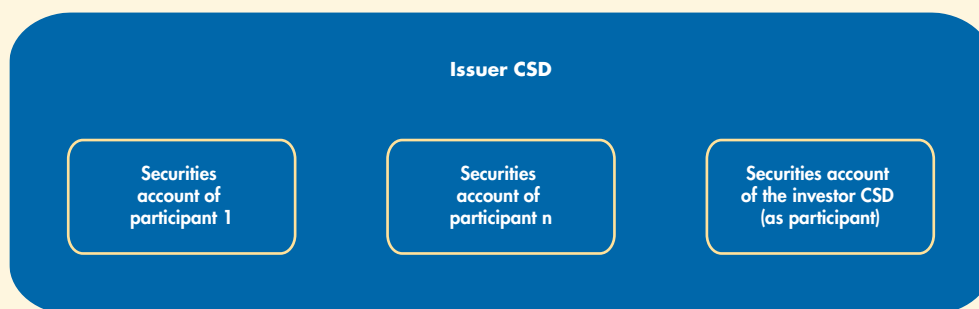 Issuer CSD
Securities
account of
participant 1
Securities
account of
participant n
Securities account
of the investor CSD
(as participant)